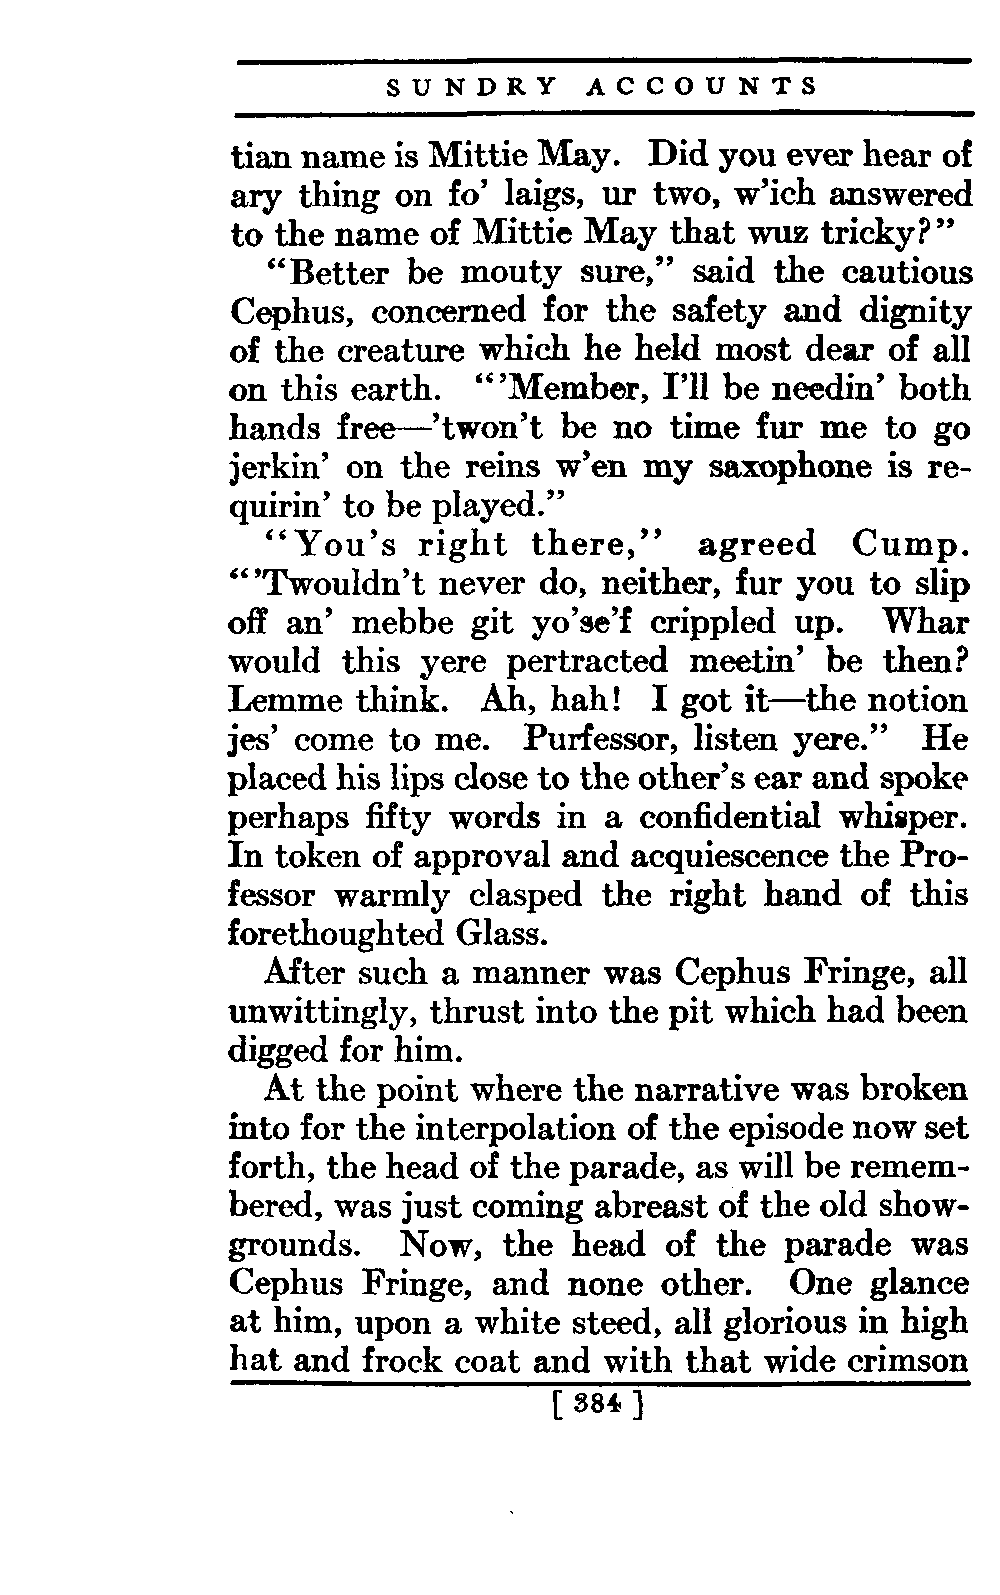 SUNDRY ACCOUNTS
tian name is Mittie May. Did you ever hear of
ary thing on fo' laigs, ur two, w'ich answered
to the name of Mittie May that wuz tricky?"
"Better be mouty sure," said the cautious
Cephus, concerned for the safety and dignity
of the creature which he held most dear of all
on this earth. "'Member, I'll be needin' both
hands free—'twon't be no time fur me to go
jerkin' on the reins w'en my saxophone is re-
quirin' to be played."
"You's right there," agreed Cump.
"'Twouldn't never do, neither, fur you to slip
off an' mebbe git yo'se'f crippled up. Whar
would this yere pertracted meetin' be then?
Lemme think. Ah, hah! I got it—the notion
jes' come to me. Purfessor, listen yere." He
placed his lips close to the other's ear and spoke
perhaps fifty words in a confidential whisper.
In token of approval and acquiescence the Pro-
fessor warmly clasped the right hand of this
forethoughted Glass.
After such a manner was Cephus Fringe, all
unwittingly, thrust into the pit which had been
digged for him.
At the point where the narrative was broken
into for the interpolation of the episode now set
forth, the head of the parade, as will be remem-
bered, was just coming abreast of the old show-
grounds. Now, the head of the parade was
Cephus Fringe, and none other. One glance
at him, upon a white steed, all glorious in high
hat and frock coat and with that wide crimson
[ 384 ]